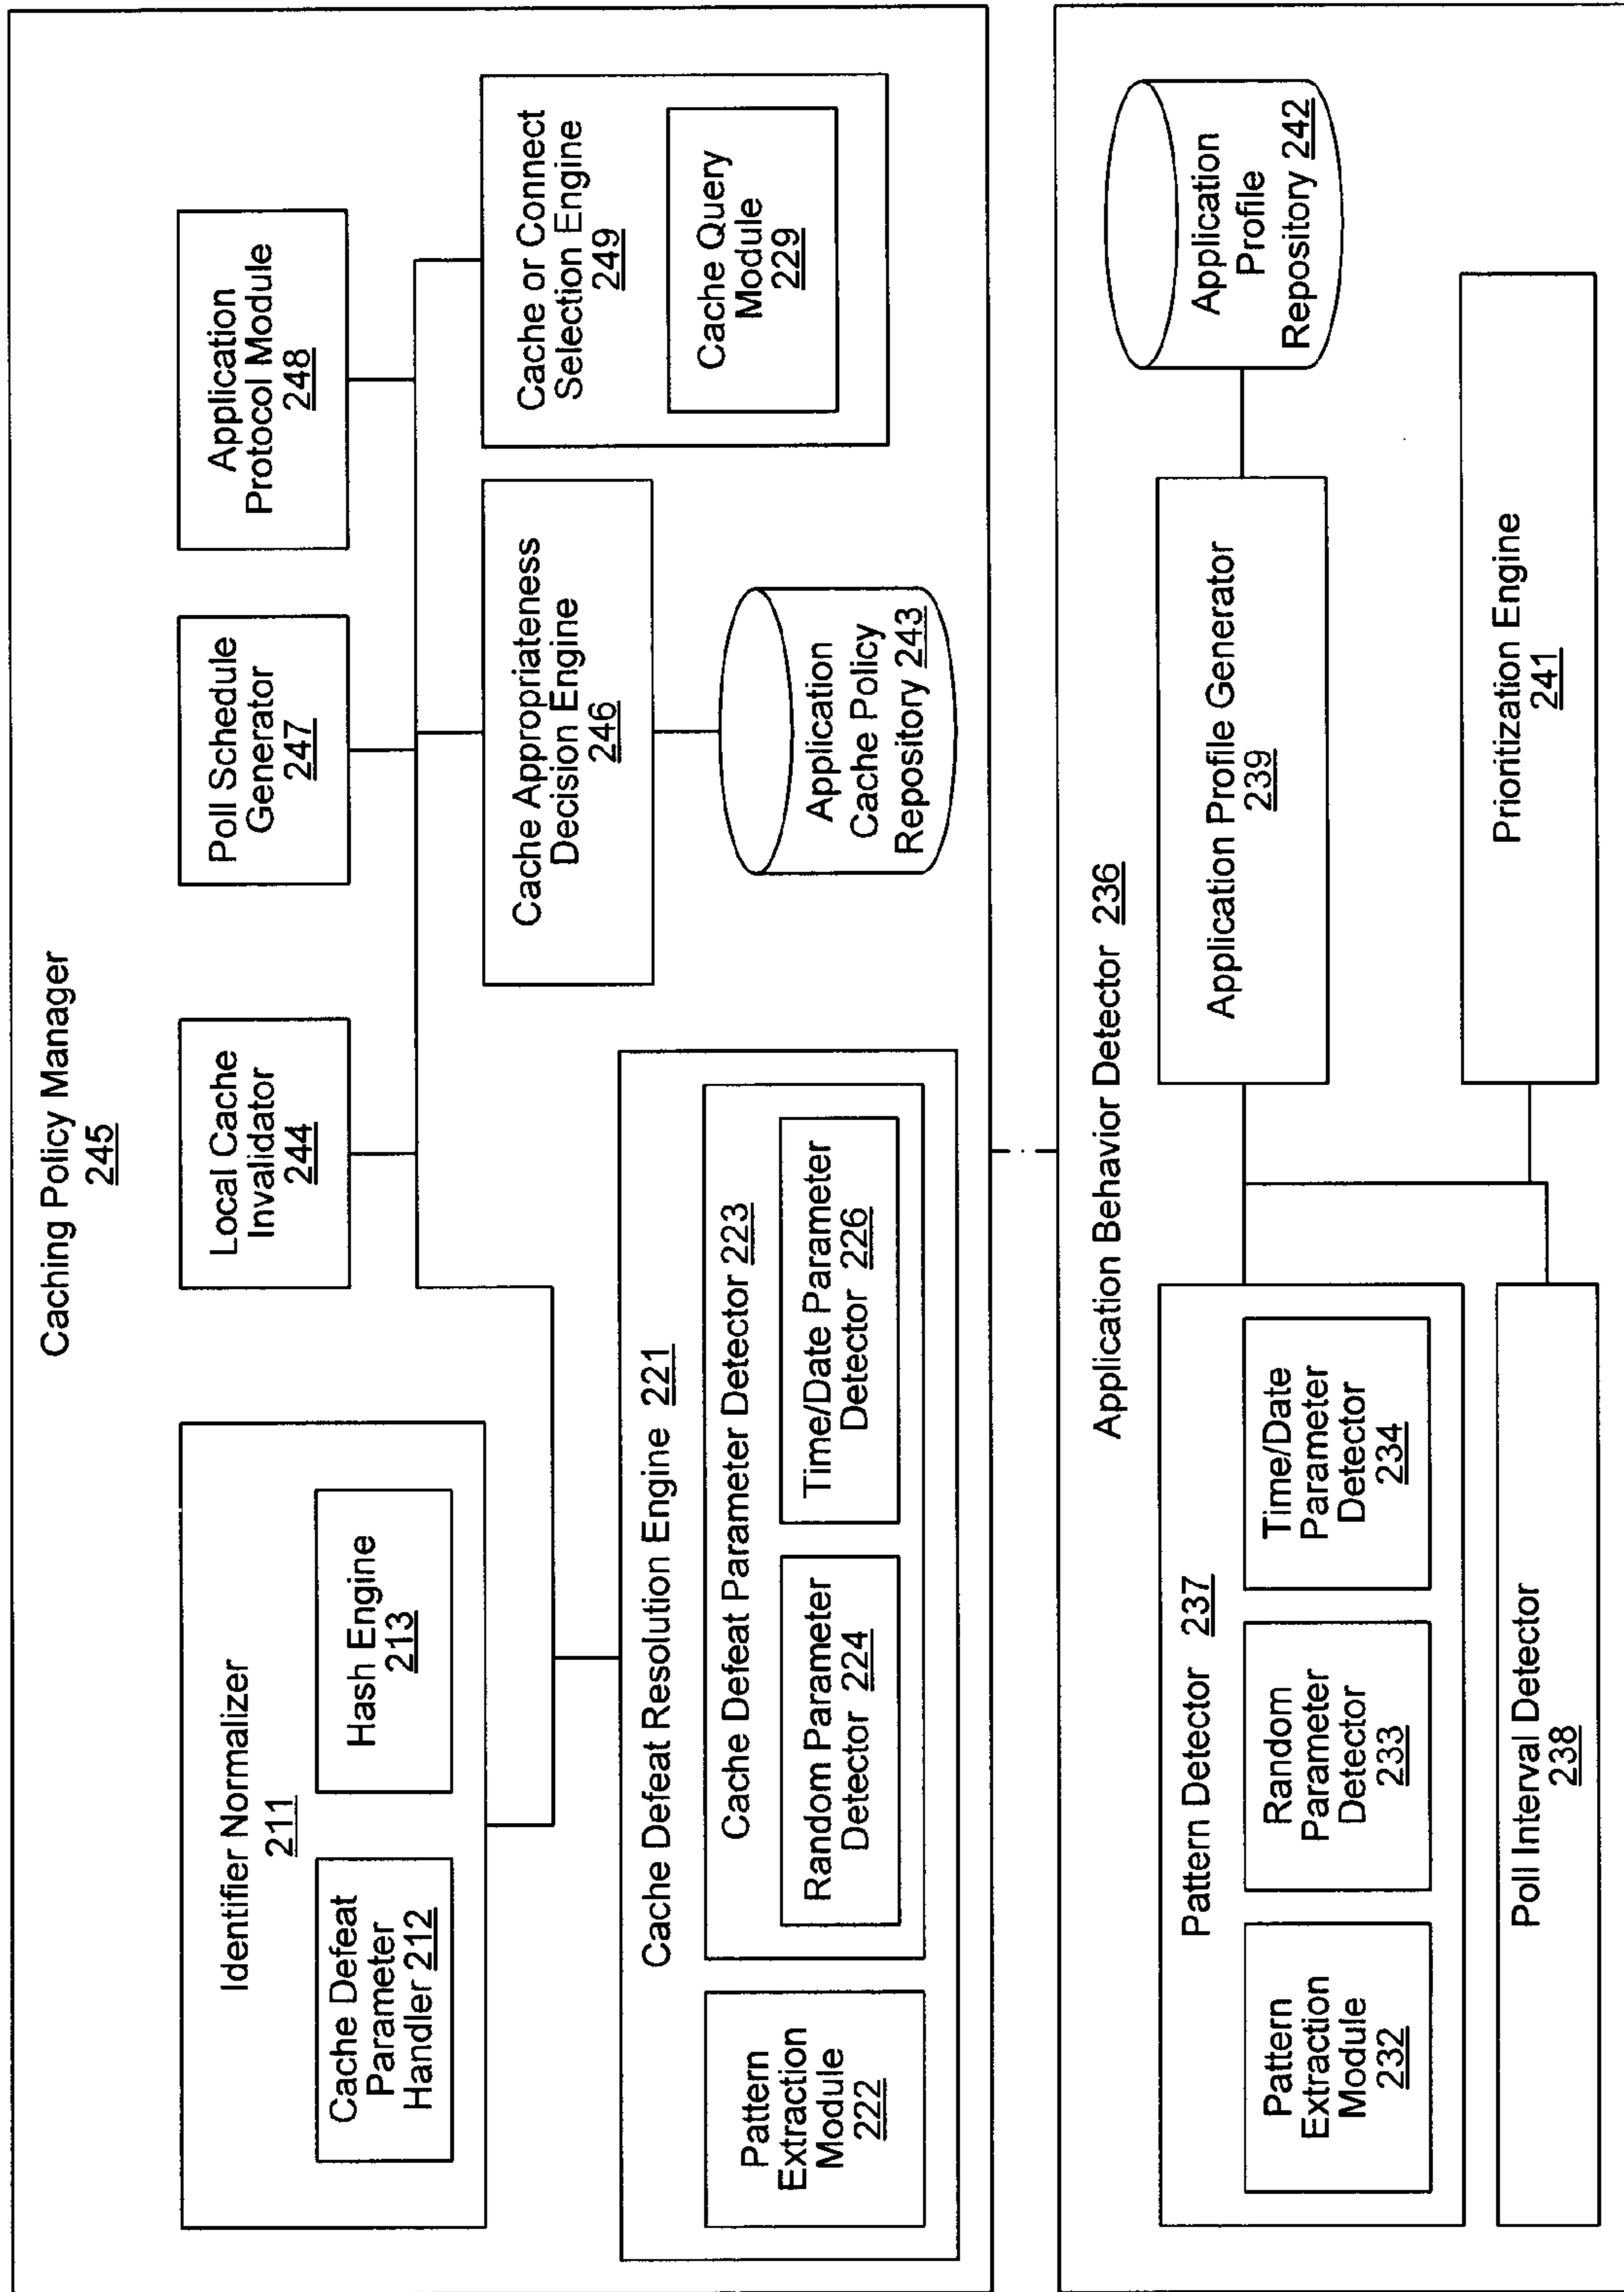 Caching Policy Manager
245
Identifier Normalizer
211
Cache Defeat
Parameter
Handler 212
Hash Engine
213
Local Cache
Invalidator
244
Poll Schedule
Generator
247
Application
Protocol Module
248
Cache Defeat Resolution Engine 221
Pattern
Extraction
Module
222
Cache Defeat Parameter Detector 223
Random Parameter
Detector 224
Time/Date Parameter
Detector 226
Cache Appropriateness
Decision Engine
246
Application
Cache Policy
Repository 243
Cache or Connect
Selection Engine
249
Cache Query
Module
229
Application Behavior Detector 236
Pattern Detector 237
Pattern
Extraction
Module
232
Random
Parameter
Detector
233
Time/Date
Parameter
Detector
234
Poll Interval Detector
238
Application Profile Generator
239
Application
Profile
Repository 242
Prioritization Engine
241